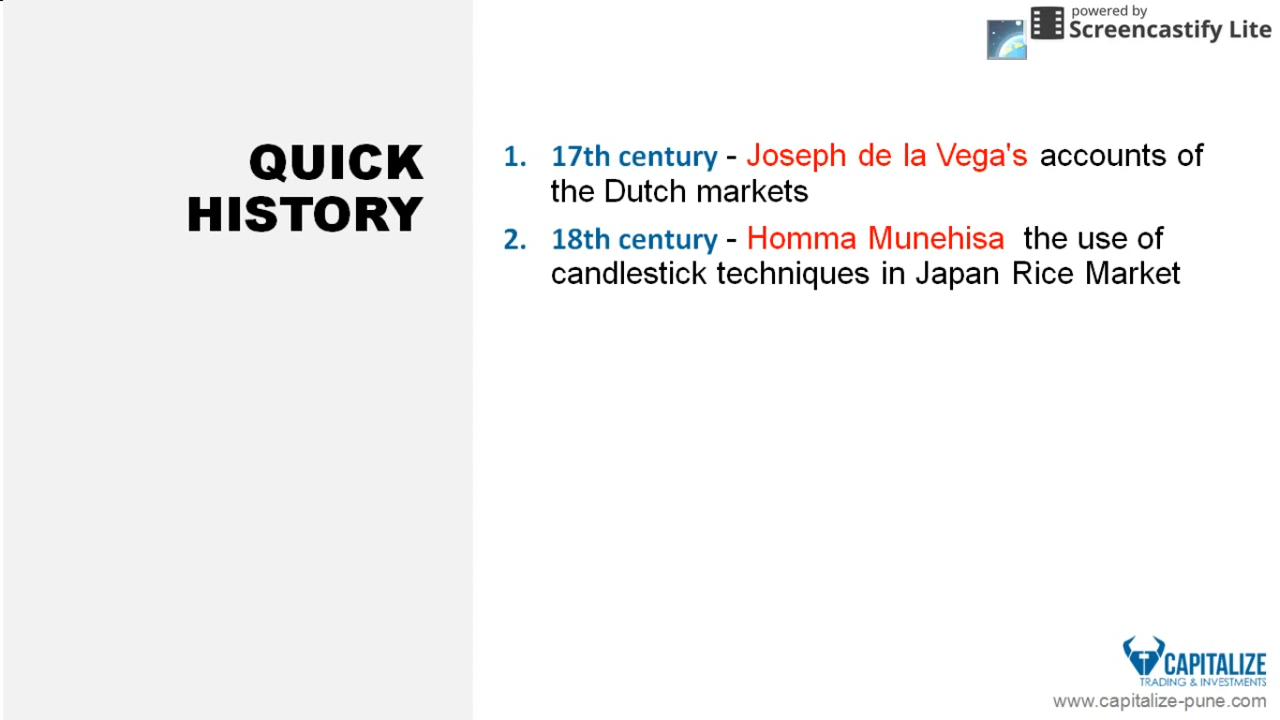 powered by
Screencastify Lite
QUICK
HISTORY
1. 17th century - Joseph de la Vega's accounts of
the Dutch markets
2. 18th century - Homma Munehisa the use of
candlestick techniques in Japan Rice Market
CAPITALIZE
TRADING & INVESTMENTS
www.capitalize-pune.com